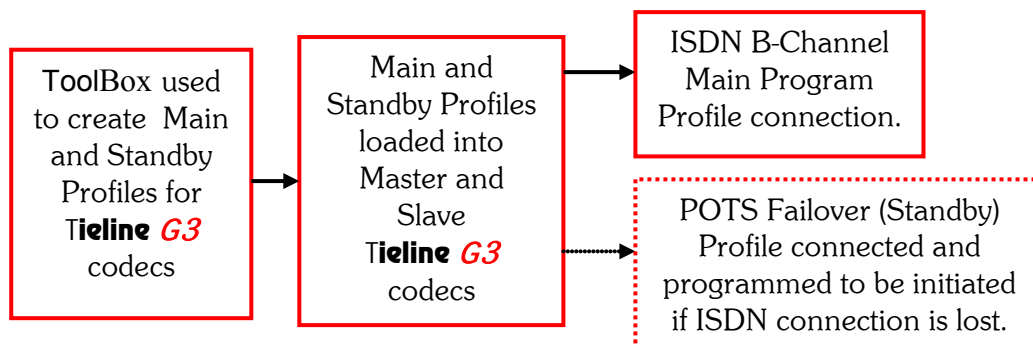 ToolBox used
to create Main
and Standby
Profiles for
Tieline G3
codecs
Main and
Standby Profiles
loaded into
Master and
Slave
Tieline G3
codecs
ISDN B-Channel
Main Program
Profile connection.
POTS Failover (Standby)
Profile connected and
programmed to be initiated
if ISDN connection is lost.